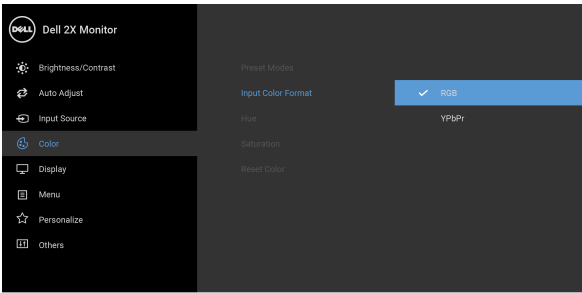 DELL Dell 2X Monitor
Brightness/Contrast
Auto Adjust
Input Source
Color
Display
Menu
Personalize
Others
Preset Modes
Input Color Format
Hue
Saturation
Reset Color
RGB
YPbPr